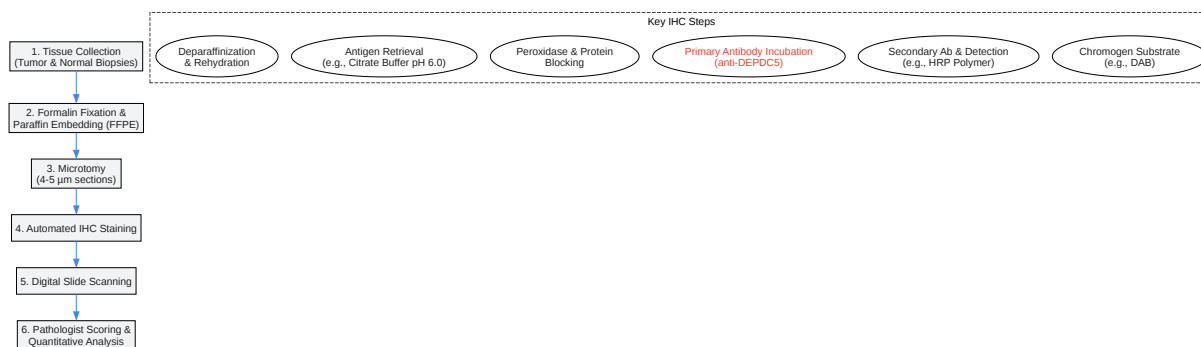 Key IHC Steps
1. Tissue Collection
(Tumor & Normal Biopsies)
Deparaffinization
& Rehydration
Antigen Retrieval
(e.g., Citrate Buffer pH 6.0)
Peroxidase & Protein
Blocking
Primary Antibody Incubation
(anti-DEPDC5)
Secondary Ab & Detection
(e.g., HRP Polymer)
Chromogen Substrate
(e.g., DAB)
2. Formalin Fixation &
Paraffin Embedding (FFPE)
3. Microtomy
(4-5 µm sections)
4. Automated IHC Staining
5. Digital Slide Scanning
6. Pathologist Scoring &
Quantitative Analysis